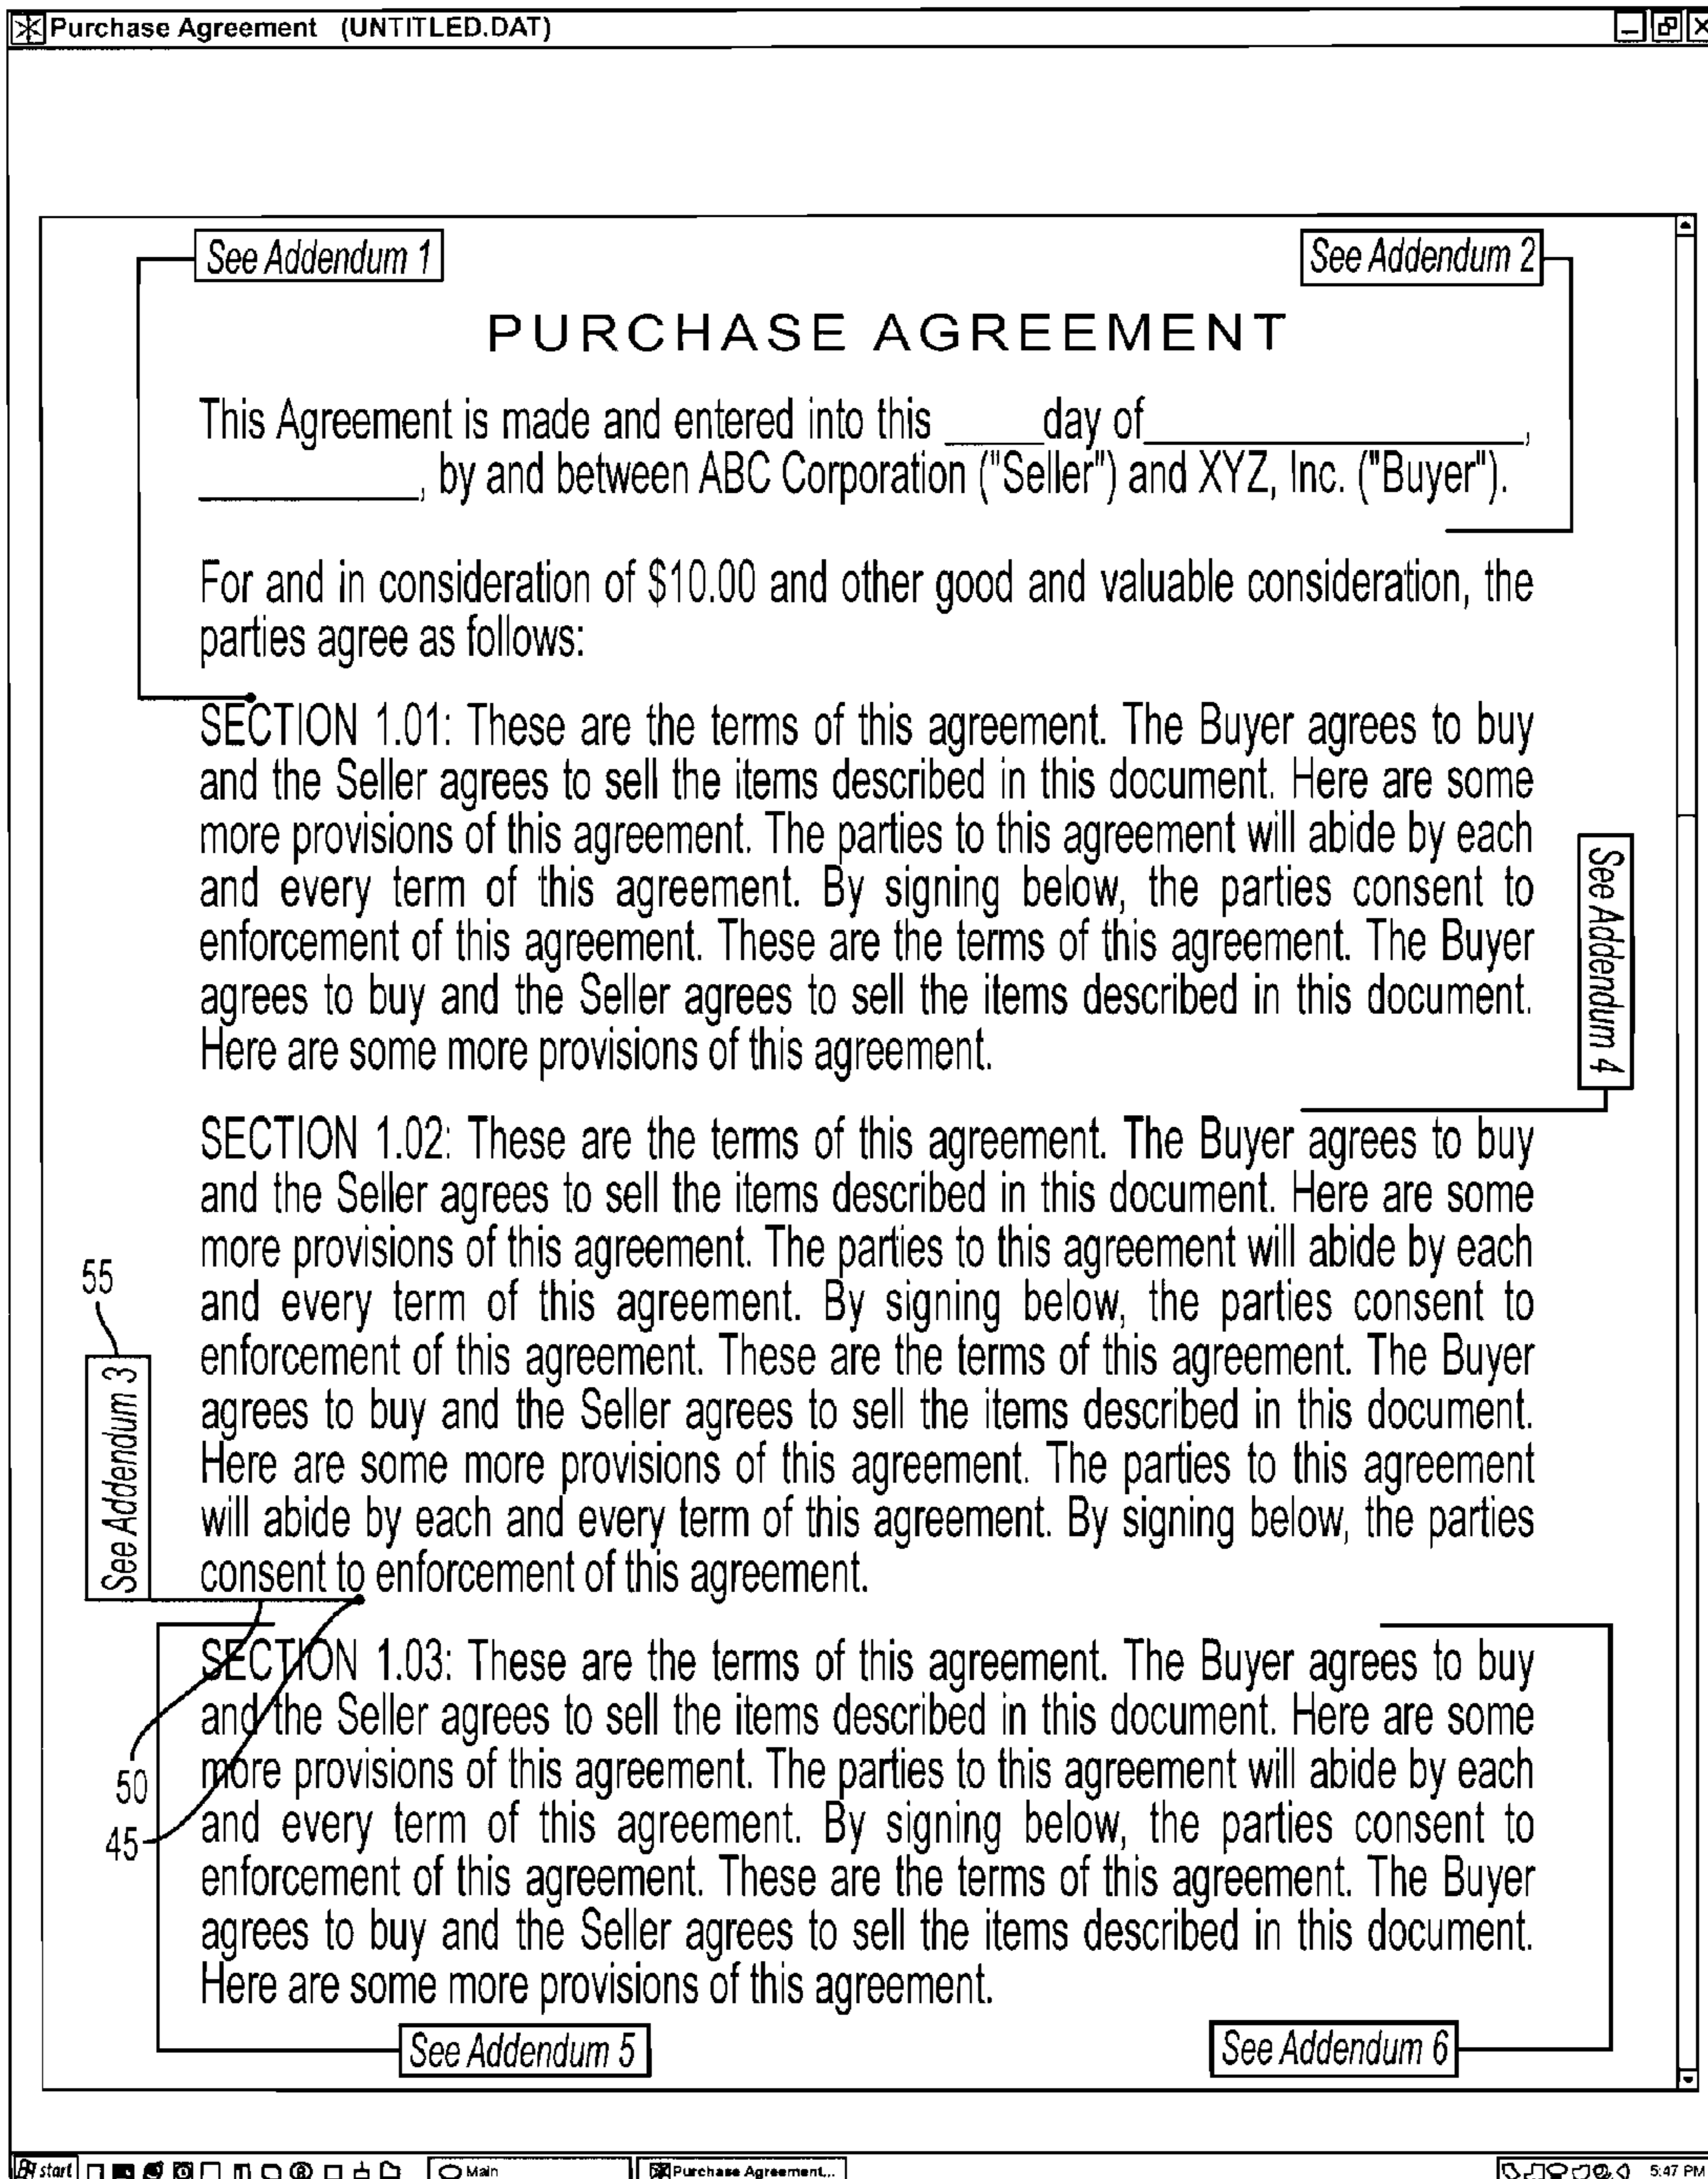 Purchase Agreement (UNTITLED.DAT)
See Addendum 1
See Addendum 2
PURCHASE AGREEMENT
This Agreement is made and entered into this _____ day of____________________,
____________, by and between ABC Corporation ("Seller") and XYZ, Inc. ("Buyer").
For and in consideration of $10.00 and other good and valuable consideration, the
parties agree as follows:
SECTION 1.01: These are the terms of this agreement. The Buyer agrees to buy
and the Seller agrees to sell the items described in this document. Here are some
more provisions of this agreement. The parties to this agreement will abide by each
and every term of this agreement. By signing below, the parties consent to
enforcement of this agreement. These are the terms of this agreement. The Buyer
agrees to buy and the Seller agrees to sell the items described in this document.
Here are some more provisions of this agreement.
See Addendum 4
SECTION 1.02: These are the terms of this agreement. The Buyer agrees to buy
and the Seller agrees to sell the items described in this document. Here are some
more provisions of this agreement. The parties to this agreement will abide by each
and every term of this agreement. By signing below, the parties consent to
enforcement of this agreement. These are the terms of this agreement. The Buyer
agrees to buy and the Seller agrees to sell the items described in this document.
Here are some more provisions of this agreement. The parties to this agreement
will abide by each and every term of this agreement. By signing below, the parties
consent to enforcement of this agreement.
55
See Addendum 3
SECTION 1.03: These are the terms of this agreement. The Buyer agrees to buy
and the Seller agrees to sell the items described in this document. Here are some
more provisions of this agreement. The parties to this agreement will abide by each
and every term of this agreement. By signing below, the parties consent to
enforcement of this agreement. These are the terms of this agreement. The Buyer
agrees to buy and the Seller agrees to sell the items described in this document.
Here are some more provisions of this agreement.
50
45
See Addendum 5
See Addendum 6
start
Main
Purchase Agreement...
5:47 PM